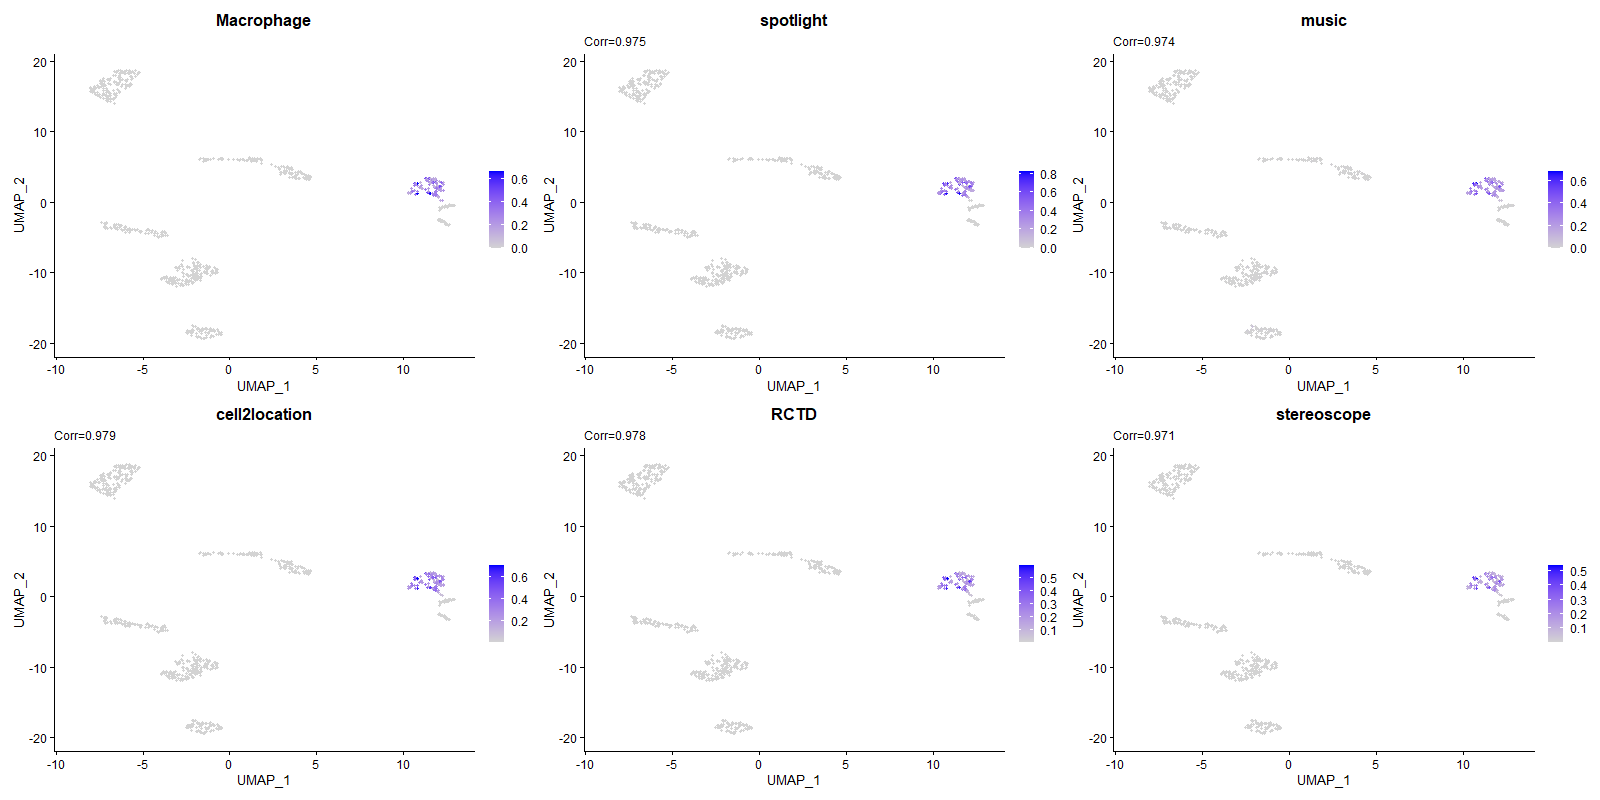 Macrophage
20
10
0
-10
-20
UMAP_2
-10 -5 0 5 10
UMAP_1
0.6
0.4
0.2
0.0
spotlight
Corr=0.975
20
10
0
-10
-20
UMAP_2
-10 -5 0 5 10
UMAP_1
0.8
0.6
0.4
0.2
0.0
music
Corr=0.974
20
10
0
-10
-20
UMAP_2
-10 -5 0 5 10
UMAP_1
0.6
0.4
0.2
0.0
cell2location
Corr=0.979
20
10
0
-10
-20
UMAP_2
-10 -5 0 5 10
UMAP_1
0.6
0.4
0.2
RCTD
Corr=0.978
20
10
0
-10
-20
UMAP_2
-10 -5 0 5 10
UMAP_1
0.5
0.4
0.3
0.2
0.1
stereoscope
Corr=0.971
20
10
0
-10
-20
UMAP_2
-10 -5 0 5 10
UMAP_1
0.5
0.4
0.3
0.2
0.1